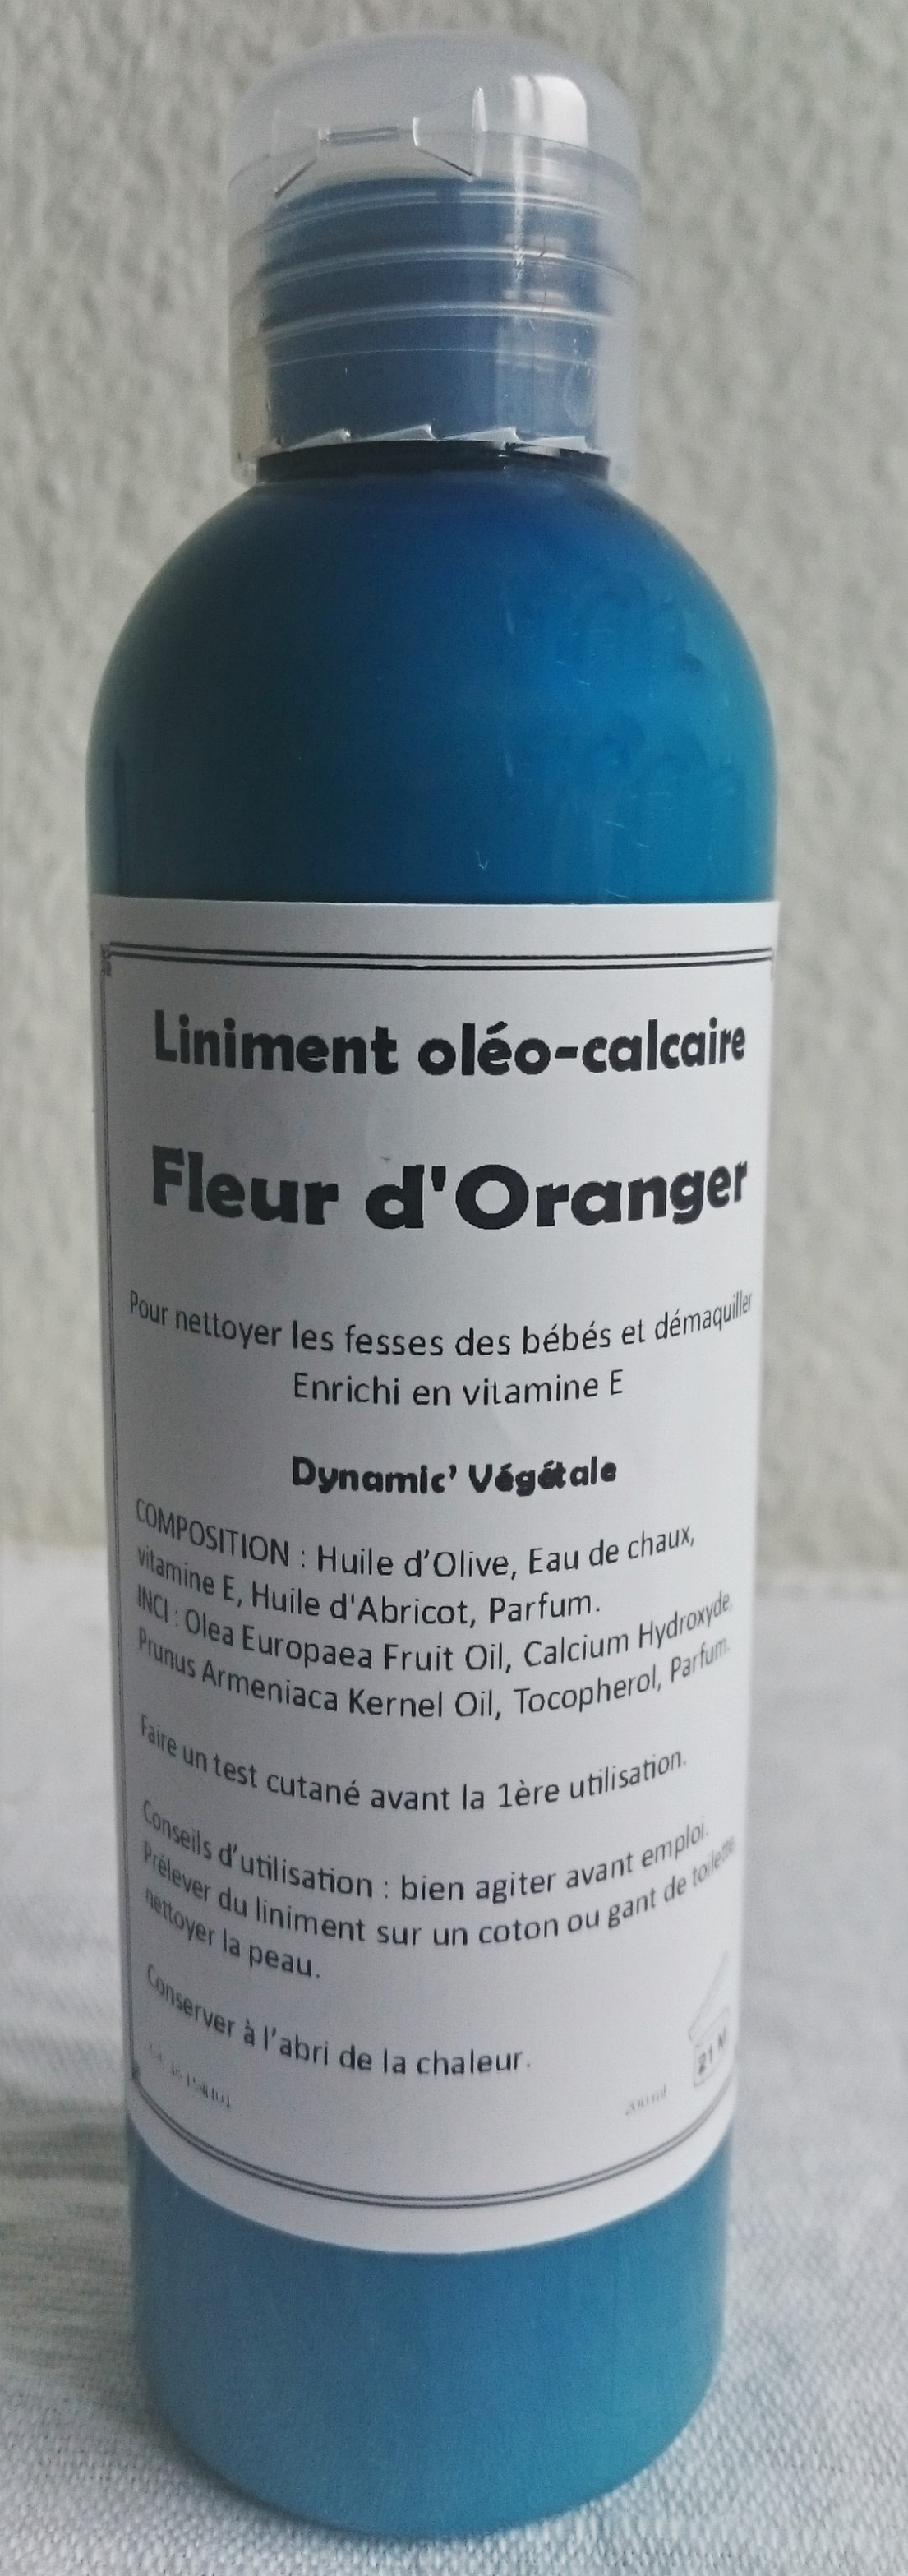 Liniment oléo-calcaire
Fleur d'Oranger
Pour nettoyer les fesses des bébés et démaquiller
Enrichi en vitamine E
Dynamic' Végétale
COMPOSITION : Huile d'Olive, Eau de chaux,
vitamine E, Huile d'Abricot, Parfum.
INCI : Olea Europaea Fruit Oil, Calcium Hydroxyde,
Prunus Armeniaca Kernel Oil, Tocopherol, Parfum.
Faire un test cutané avant la 1ère utilisation.
Conseils d'utilisation : bien agiter avant emploi.
Prélever du liniment sur un coton ou gant de toilette
nettoyer la peau.
Conserver à l'abri de la chaleur.
21 M
200 ml